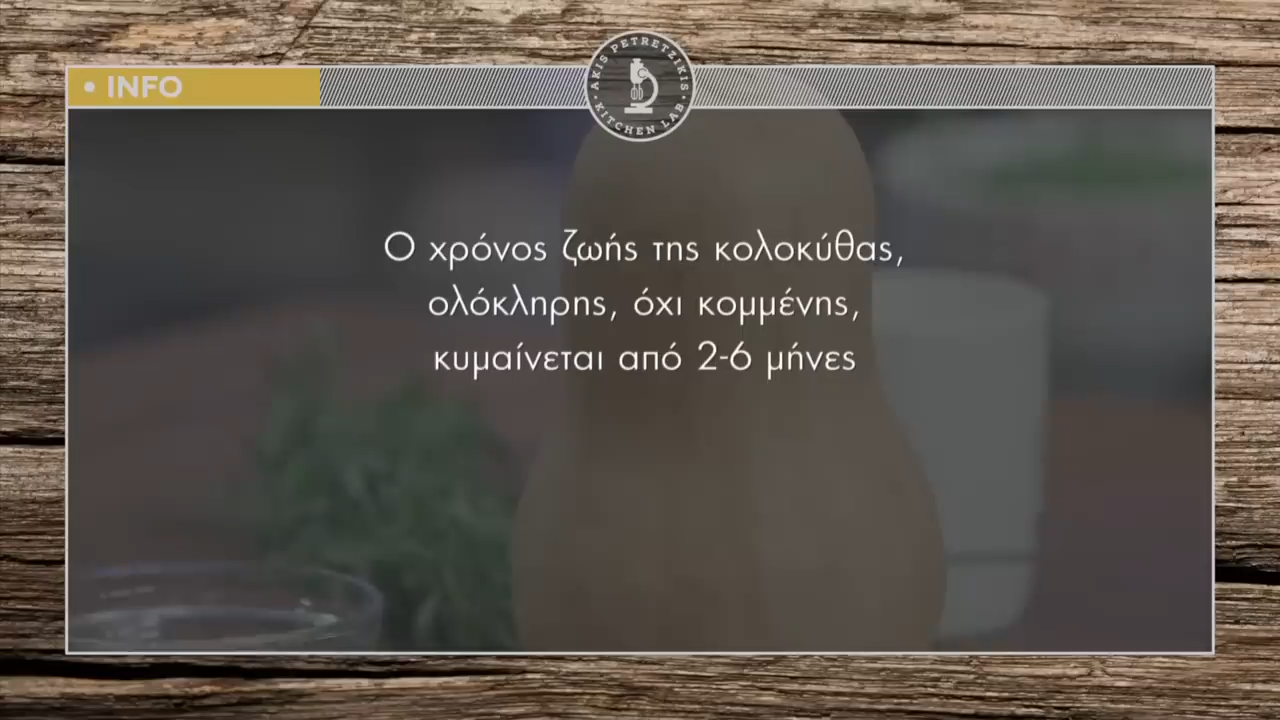 AKIS PETRETZIKIS
• INFO
KITCHEN LAB
Ο χρόνος ζωής της κολοκύθας,
ολόκληρης, όχι κομμένης,
κυμαίνεται από 2-6 μήνες